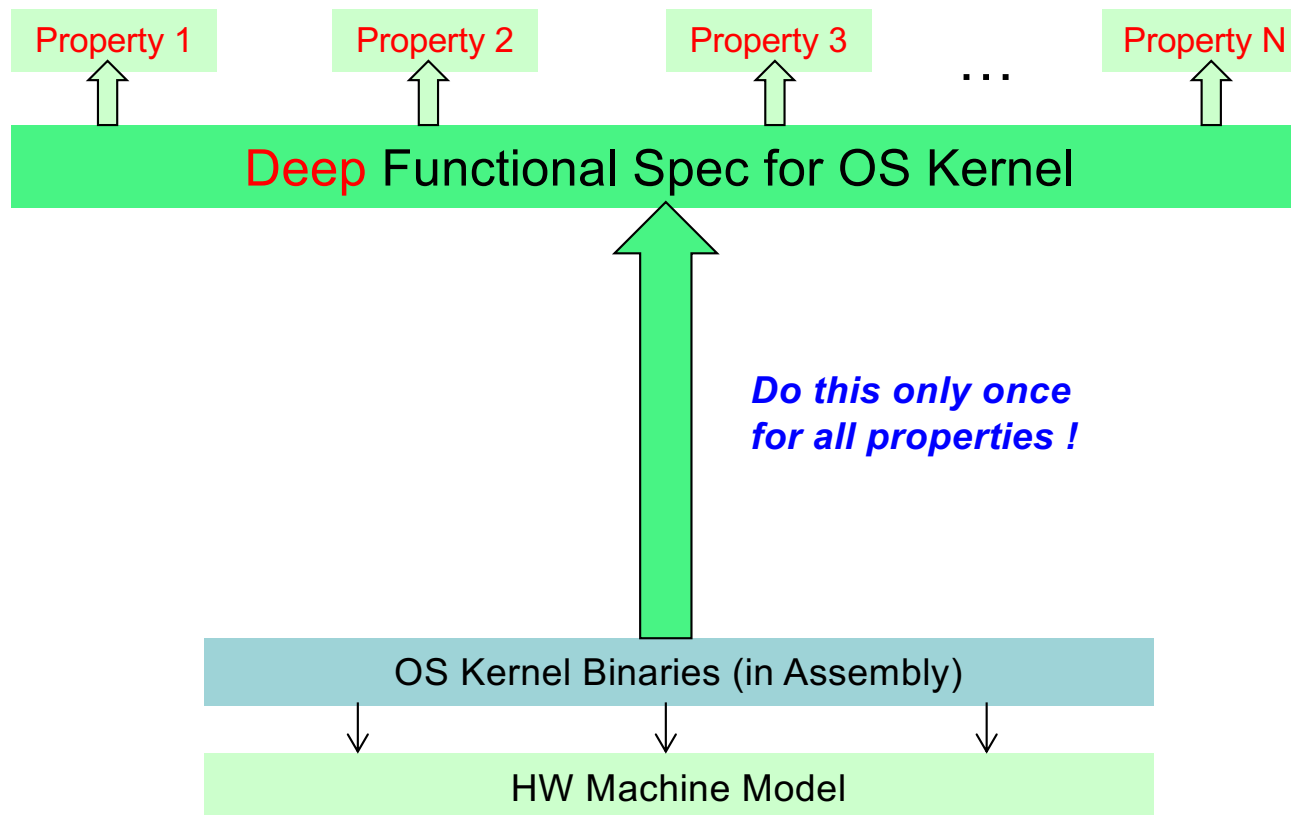 Property 1
Property 2
Property 3
...
Property N
Deep Functional Spec for OS Kernel
Do this only once
for all properties !
OS Kernel Binaries (in Assembly)
HW Machine Model